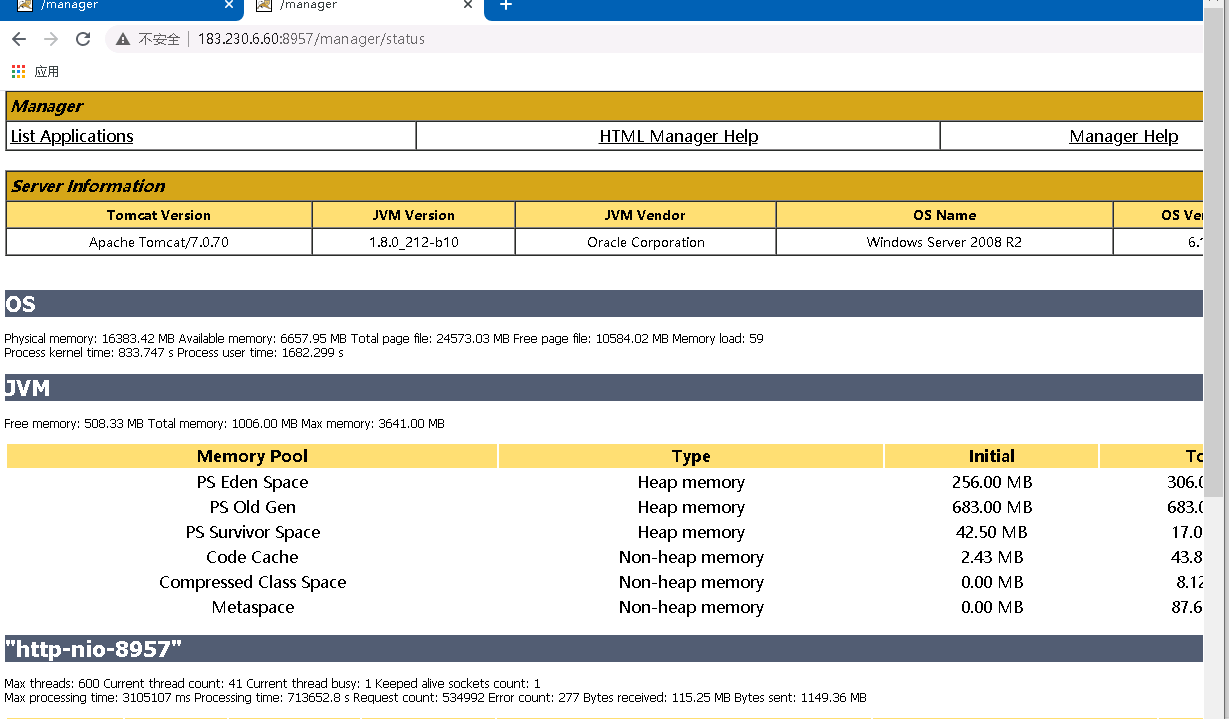 /manager /manager
不安全 183.230.6.60:8957/manager/status
应用
Manager
List Applications HTML Manager Help Manager Help
Server Information
Tomcat Version JVM Version JVM Vendor OS Name OS Ve
Apache Tomcat/7.0.70 1.8.0_212-b10 Oracle Corporation Windows Server 2008 R2 6.1
OS
Physical memory: 16383.42 MB Available memory: 6657.95 MB Total page file: 24573.03 MB Free page file: 10584.02 MB Memory load: 59
Process kernel time: 833.747 s Process user time: 1682.299 s
JVM
Free memory: 508.33 MB Total memory: 1006.00 MB Max memory: 3641.00 MB
Memory Pool Type Initial To
PS Eden Space Heap memory 256.00 MB 306.0
PS Old Gen Heap memory 683.00 MB 683.0
PS Survivor Space Heap memory 42.50 MB 17.0
Code Cache Non-heap memory 2.43 MB 43.8
Compressed Class Space Non-heap memory 0.00 MB 8.12
Metaspace Non-heap memory 0.00 MB 87.6
"http-nio-8957"
Max threads: 600 Current thread count: 41 Current thread busy: 1 Keeped alive sockets count: 1
Max processing time: 3105107 ms Processing time: 713652.8 s Request count: 534992 Error count: 277 Bytes received: 115.25 MB Bytes sent: 1149.36 MB